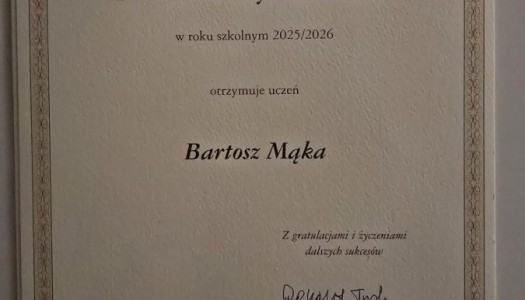 w roku szkolnym 2025/2026
otrzymuje uczeń
Bartosz Mąka
Z gratulacjami i życzeniami
dalszych sukcesów